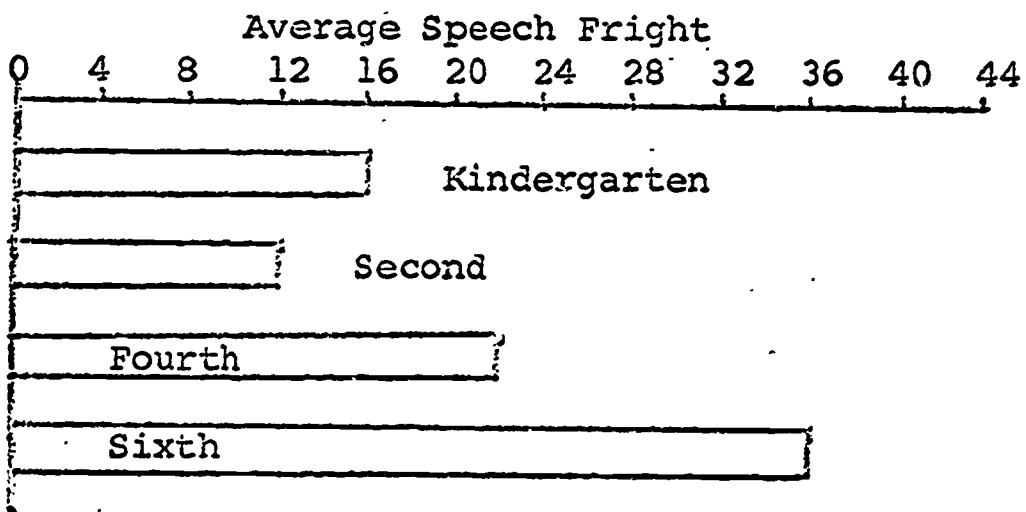 Average Speech Fright
0 4 8 12 16 20 24 28 32 36 40 44
Kindergarten
Second
Fourth
Sixth